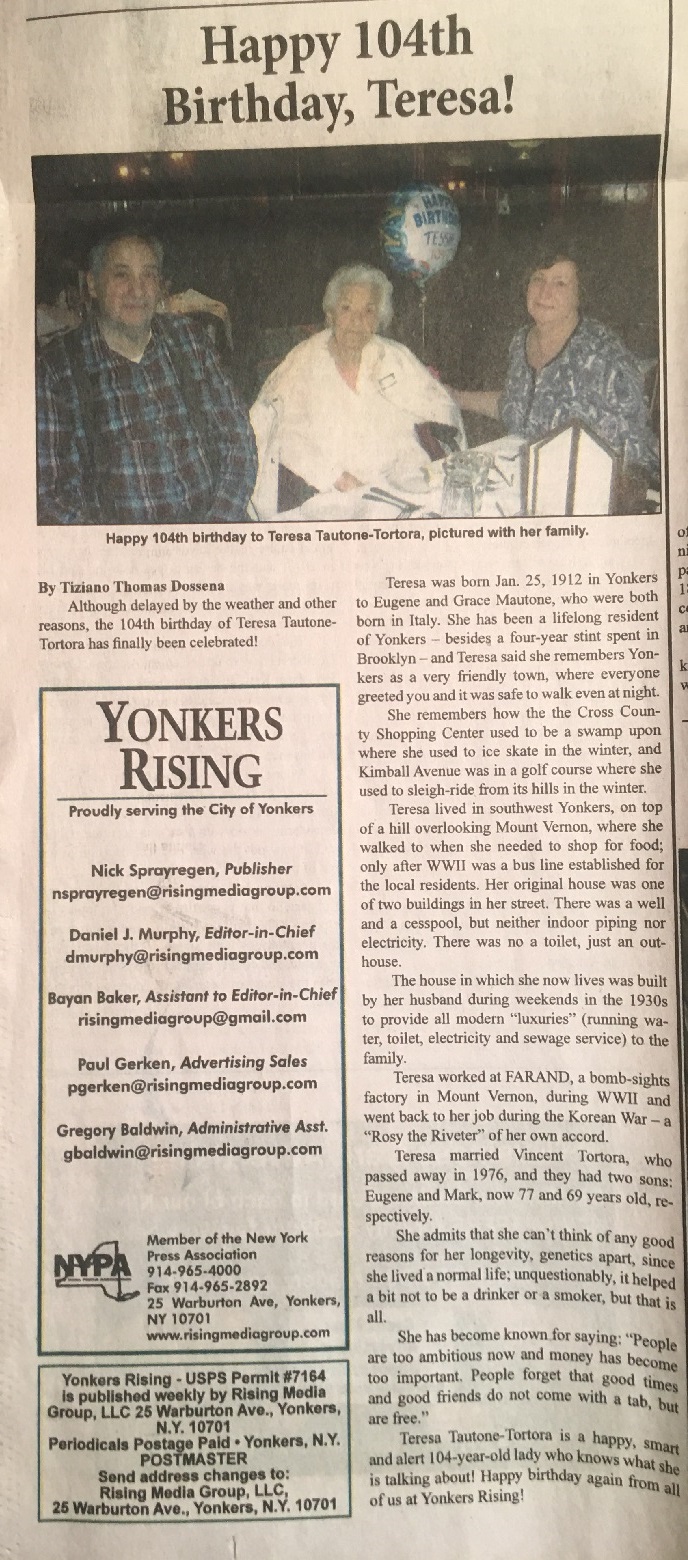 Happy 104th
Birthday, Teresa!
HAPPY
BIRTHDAY
TESS
Happy 104th birthday to Teresa Tautone-Tortora, pictured with her family.
By Tiziano Thomas Dossena
Although delayed by the weather and other
reasons, the 104th birthday of Teresa Tautone-
Tortora has finally been celebrated!
YONKERS
RISING
Proudly serving the City of Yonkers
Nick Sprayregen, Publisher
nsprayregen@risingmediagroup.com
Daniel J. Murphy, Editor-in-Chief
dmurphy@risingmediagroup.com
Bayan Baker, Assistant to Editor-in-Chief
risingmediagroup@gmail.com
Paul Gerken, Advertising Sales
pgerken@risingmediagroup.com
Gregory Baldwin, Administrative Asst.
gbaldwin@risingmediagroup.com
NYPA
Member of the New York
Press Association
914-965-4000
Fax 914-965-2892
25 Warburton Ave, Yonkers,
NY 10701
www.risingmediagroup.com
Yonkers Rising - USPS Permit #7164
is published weekly by Rising Media
Group, LLC 25 Warburton Ave., Yonkers,
N.Y. 10701
Periodicals Postage Paid • Yonkers, N.Y.
POSTMASTER
Send address changes to:
Rising Media Group, LLC,
25 Warburton Ave., Yonkers, N.Y. 10701
Teresa was born Jan. 25, 1912 in Yonkers
to Eugene and Grace Mautone, who were both
born in Italy. She has been a lifelong resident
of Yonkers – besides a four-year stint spent in
Brooklyn – and Teresa said she remembers Yon-
kers as a very friendly town, where everyone
greeted you and it was safe to walk even at night.
She remembers how the the Cross Coun-
ty Shopping Center used to be a swamp upon
where she used to ice skate in the winter, and
Kimball Avenue was in a golf course where she
used to sleigh-ride from its hills in the winter.
Teresa lived in southwest Yonkers, on top
of a hill overlooking Mount Vernon, where she
walked to when she needed to shop for food;
only after WWII was a bus line established for
the local residents. Her original house was one
of two buildings in her street. There was a well
and a cesspool, but neither indoor piping nor
electricity. There was no a toilet, just an out-
house.
The house in which she now lives was built
by her husband during weekends in the 1930s
to provide all modern “luxuries” (running wa-
ter, toilet, electricity and sewage service) to the
family.
Teresa worked at FARAND, a bomb-sights
factory in Mount Vernon, during WWII and
went back to her job during the Korean War – a
“Rosy the Riveter” of her own accord.
Teresa married Vincent Tortora, who
passed away in 1976, and they had two sons:
Eugene and Mark, now 77 and 69 years old, re-
spectively.
She admits that she can’t think of any good
reasons for her longevity, genetics apart, since
she lived a normal life; unquestionably, it helped
a bit not to be a drinker or a smoker, but that is
all.
She has become known for saying: “People
are too ambitious now and money has become
too important. People forget that good times
and good friends do not come with a tab, but
are free.”
Teresa Tautone-Tortora is a happy, smart
and alert 104-year-old lady who knows what she
is talking about! Happy birthday again from all
of us at Yonkers Rising!